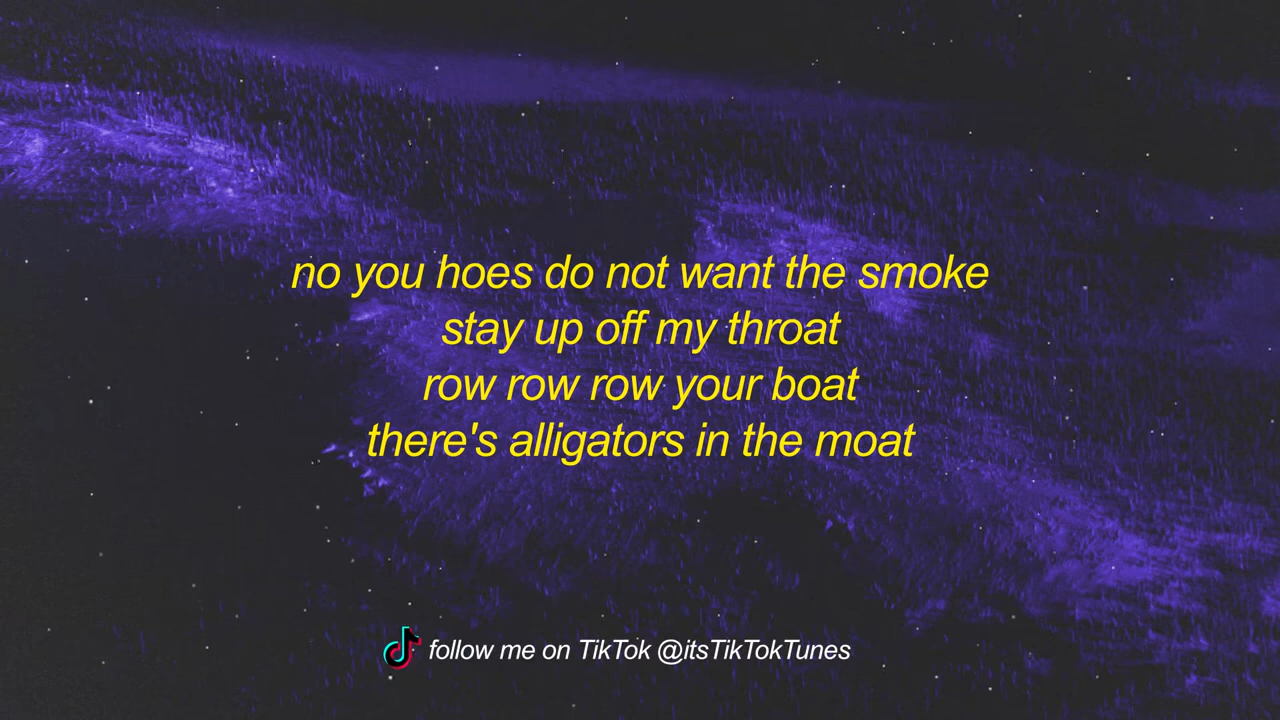 no you hoes do not want the smoke
stay up off my throat
row row row your boat
there's alligators in the moat
follow me on TikTok @itsTikTokTunes